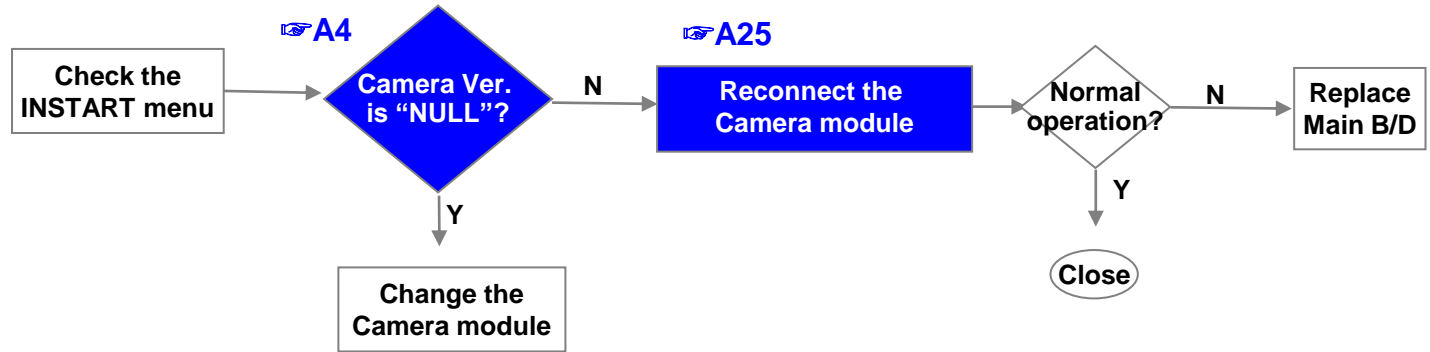 ☞A4
☞A25
Check the
INSTART menu
Camera Ver.
is “NULL”?
N
Reconnect the
Camera module
Normal
operation?
N
Replace
Main B/D
Y
Change the
Camera module
Y
Close